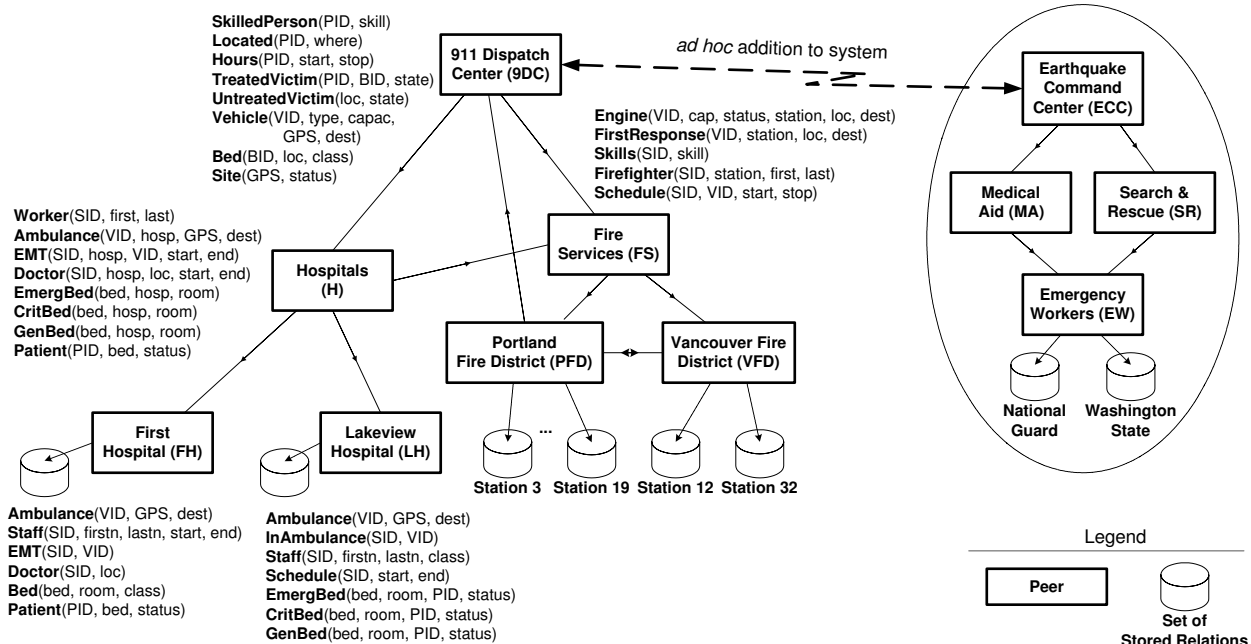 SkilledPerson(PID, skill)
Located(PID, where)
Hours(PID, start, stop)
TreatedVictim(PID, BID, state)
UntreatedVictim(loc, state)
Vehicle(VID, type, capac,
GPS, dest)
Bed(BID, loc, class)
Site(GPS, status)
911 Dispatch
Center (9DC)
ad hoc addition to system
Earthquake
Command
Center (ECC)
Engine(VID, cap, status, station, loc, dest)
FirstResponse(VID, station, loc, dest)
Skills(SID, skill)
Firefighter(SID, station, first, last)
Schedule(SID, VID, start, stop)
Medical
Aid (MA)
Search &
Rescue (SR)
Worker(SID, first, last)
Ambulance(VID, hosp, GPS, dest)
EMT(SID, hosp, VID, start, end)
Doctor(SID, hosp, loc, start, end)
EmergBed(bed, hosp, room)
CritBed(bed, hosp, room)
GenBed(bed, hosp, room)
Patient(PID, bed, status)
Hospitals
(H)
Fire
Services (FS)
Emergency
Workers (EW)
Portland
Fire District (PFD)
Vancouver Fire
District (VFD)
National
Guard
Washington
State
First
Hospital (FH)
Lakeview
Hospital (LH)
...
Station 3
Station 19
Station 12
Station 32
Ambulance(VID, GPS, dest)
Staff(SID, firstn, lastn, start, end)
EMT(SID, VID)
Doctor(SID, loc)
Bed(bed, room, class)
Patient(PID, bed, status)
Ambulance(VID, GPS, dest)
InAmbulance(SID, VID)
Staff(SID, firstn, lastn, class)
Schedule(SID, start, end)
EmergBed(bed, room, PID, status)
CritBed(bed, room, PID, status)
GenBed(bed, room, PID, status)
Legend
Peer
Set of
Stored Relations